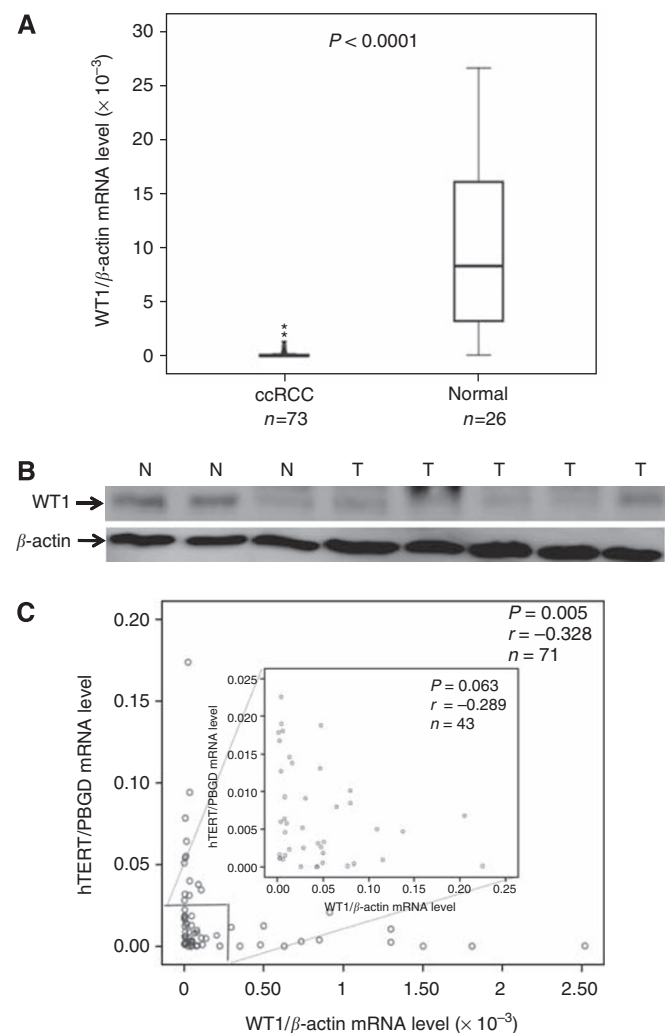 A
P < 0.0001
WT1/β-actin mRNA level (× 10⁻³)
30
25
20
15
10
5
0
*
*
ccRCC
n=73
Normal
n=26
B
N N N T T T T T
WT1
β-actin
C
hTERT/PBGD mRNA level
0.20
0.15
0.10
0.05
0.00
P = 0.005
r = −0.328
n = 71
hTERT/PBGD mRNA level
0.025
0.020
0.015
0.010
0.005
0.000
P = 0.063
r = −0.289
n = 43
0.00 0.05 0.10 0.15 0.20 0.25
WT1/β-actin mRNA level
0 0.50 1 1.50 2 2.50
WT1/β-actin mRNA level (× 10⁻³)